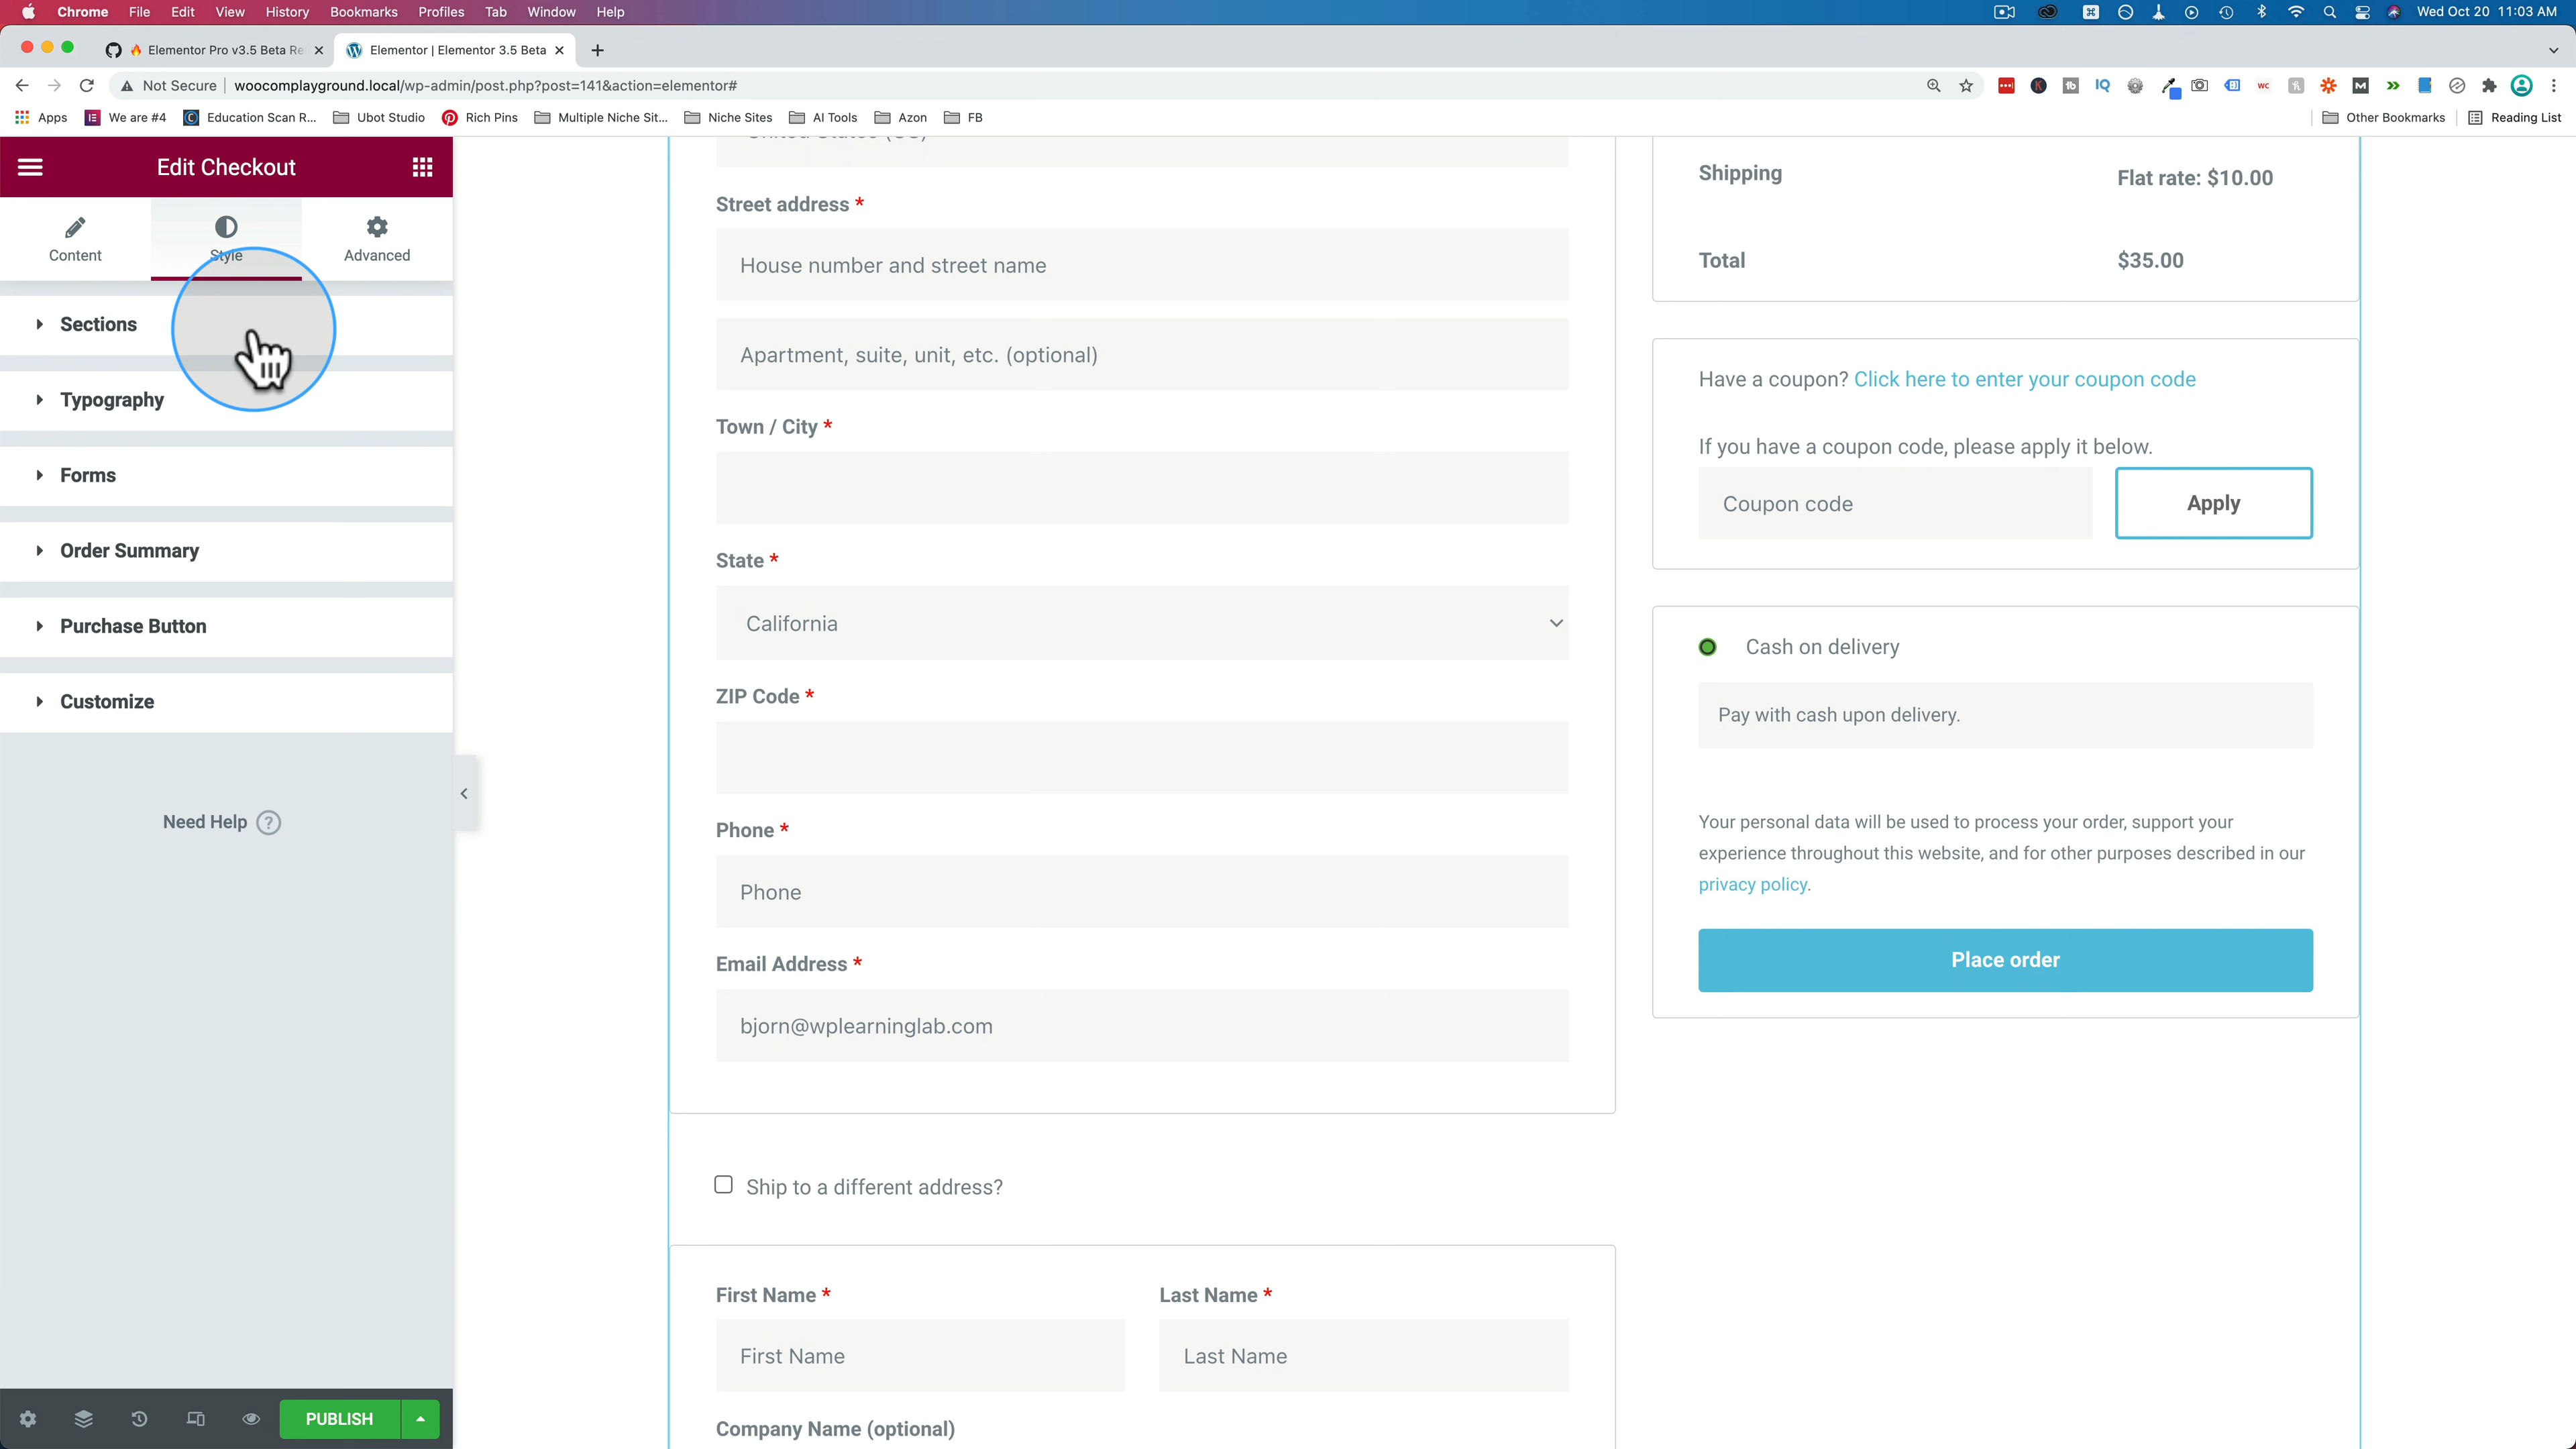 Chrome File Edit View History Bookmarks Profiles Tab Window Help
Wed Oct 20 11:03 AM
Elementor Pro v3.5 Beta Re
Elementor | Elementor 3.5 Beta
Not Secure
woocomplayground.local/wp-admin/post.php?post=141&action=elementor#
Apps
We are #4
Education Scan R...
Ubot Studio
Rich Pins
Multiple Niche Sit...
Niche Sites
AI Tools
Azon
FB
Other Bookmarks
Reading List
Edit Checkout
Content
Style
Advanced
Sections
Typography
Forms
Order Summary
Purchase Button
Customize
Need Help ?
PUBLISH
United States (US)
Street address *
House number and street name
Apartment, suite, unit, etc. (optional)
Town / City *
State *
California
ZIP Code *
Phone *
Phone
Email Address *
bjorn@wplearninglab.com
Ship to a different address?
First Name *
Last Name *
First Name
Last Name
Company Name (optional)
Shipping
Flat rate: $10.00
Total
$35.00
Have a coupon? Click here to enter your coupon code
If you have a coupon code, please apply it below.
Coupon code
Apply
Cash on delivery
Pay with cash upon delivery.
Your personal data will be used to process your order, support your
experience throughout this website, and for other purposes described in our
privacy policy.
Place order